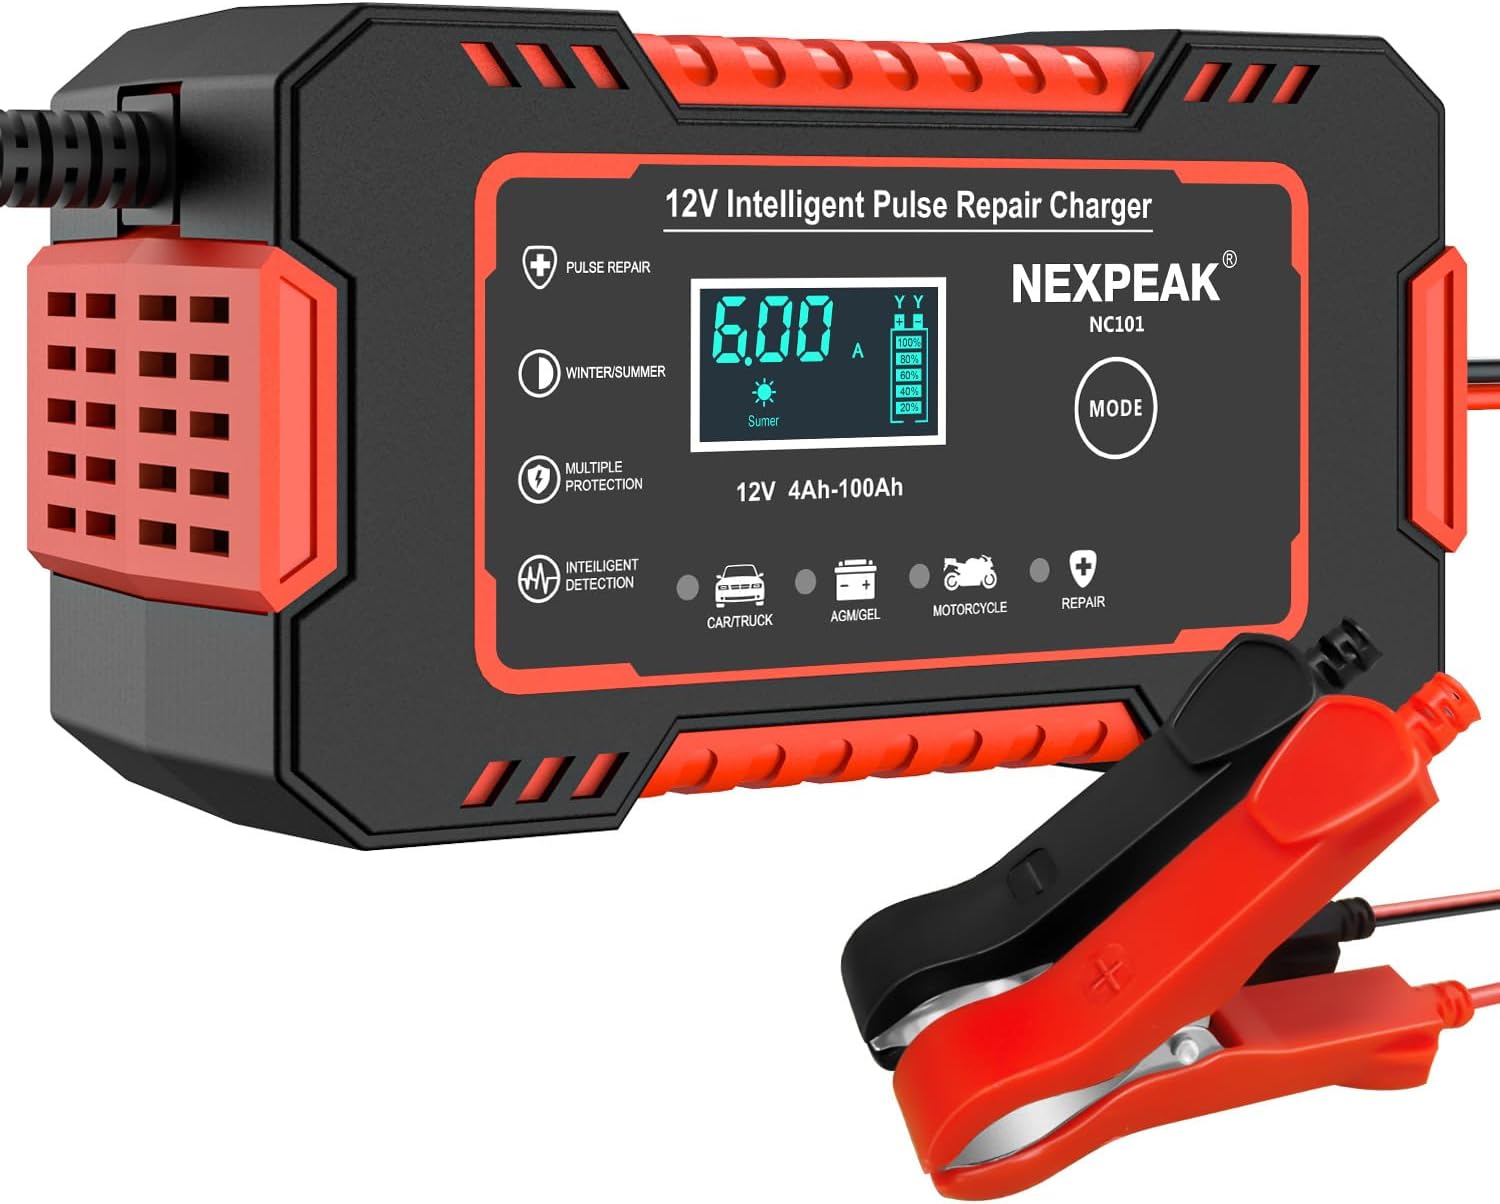 12V Intelligent Pulse Repair Charger
PULSE REPAIR
WINTER/SUMMER
MULTIPLE
PROTECTION
INTEILIGENT
DETECTION
6.00 A
Sumer
Y Y
+ -
100%
80%
60%
40%
20%
12V 4Ah-100Ah
NEXPEAK®
NC101
MODE
CAR/TRUCK
- +
AGM/GEL
MOTORCYCLE
REPAIR
-
+